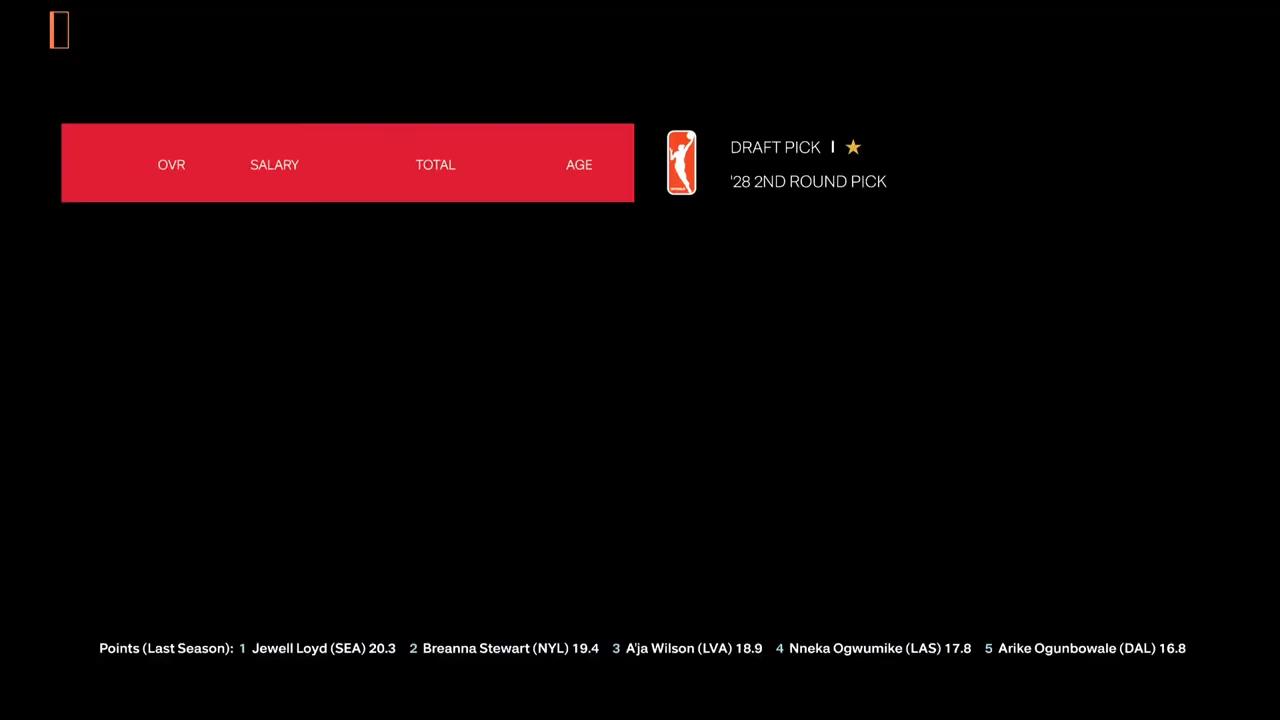 OVR SALARY TOTAL AGE
DRAFT PICK I ★
'28 2ND ROUND PICK
Points (Last Season): 1 Jewell Loyd (SEA) 20.3 2 Breanna Stewart (NYL) 19.4 3 A'ja Wilson (LVA) 18.9 4 Nneka Ogwumike (LAS) 17.8 5 Arike Ogunbowale (DAL) 16.8